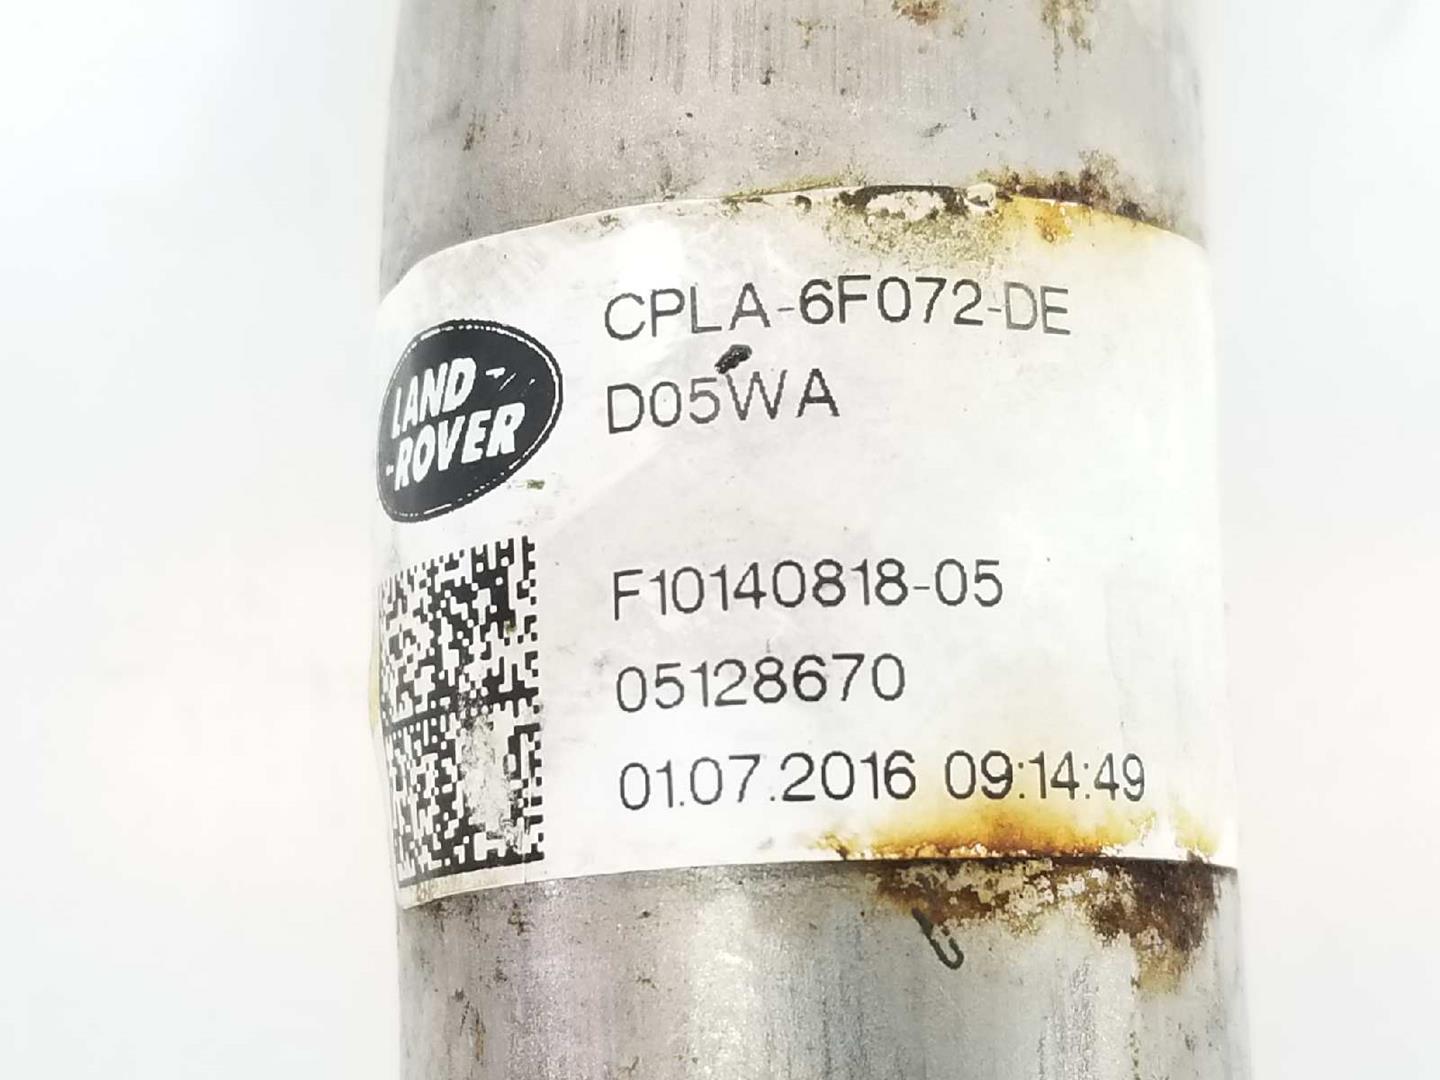 CPLA-6F072-DE
LAND
-ROVER
D05WA
F10140818-05
05128670
01.07.2016 09:14:49